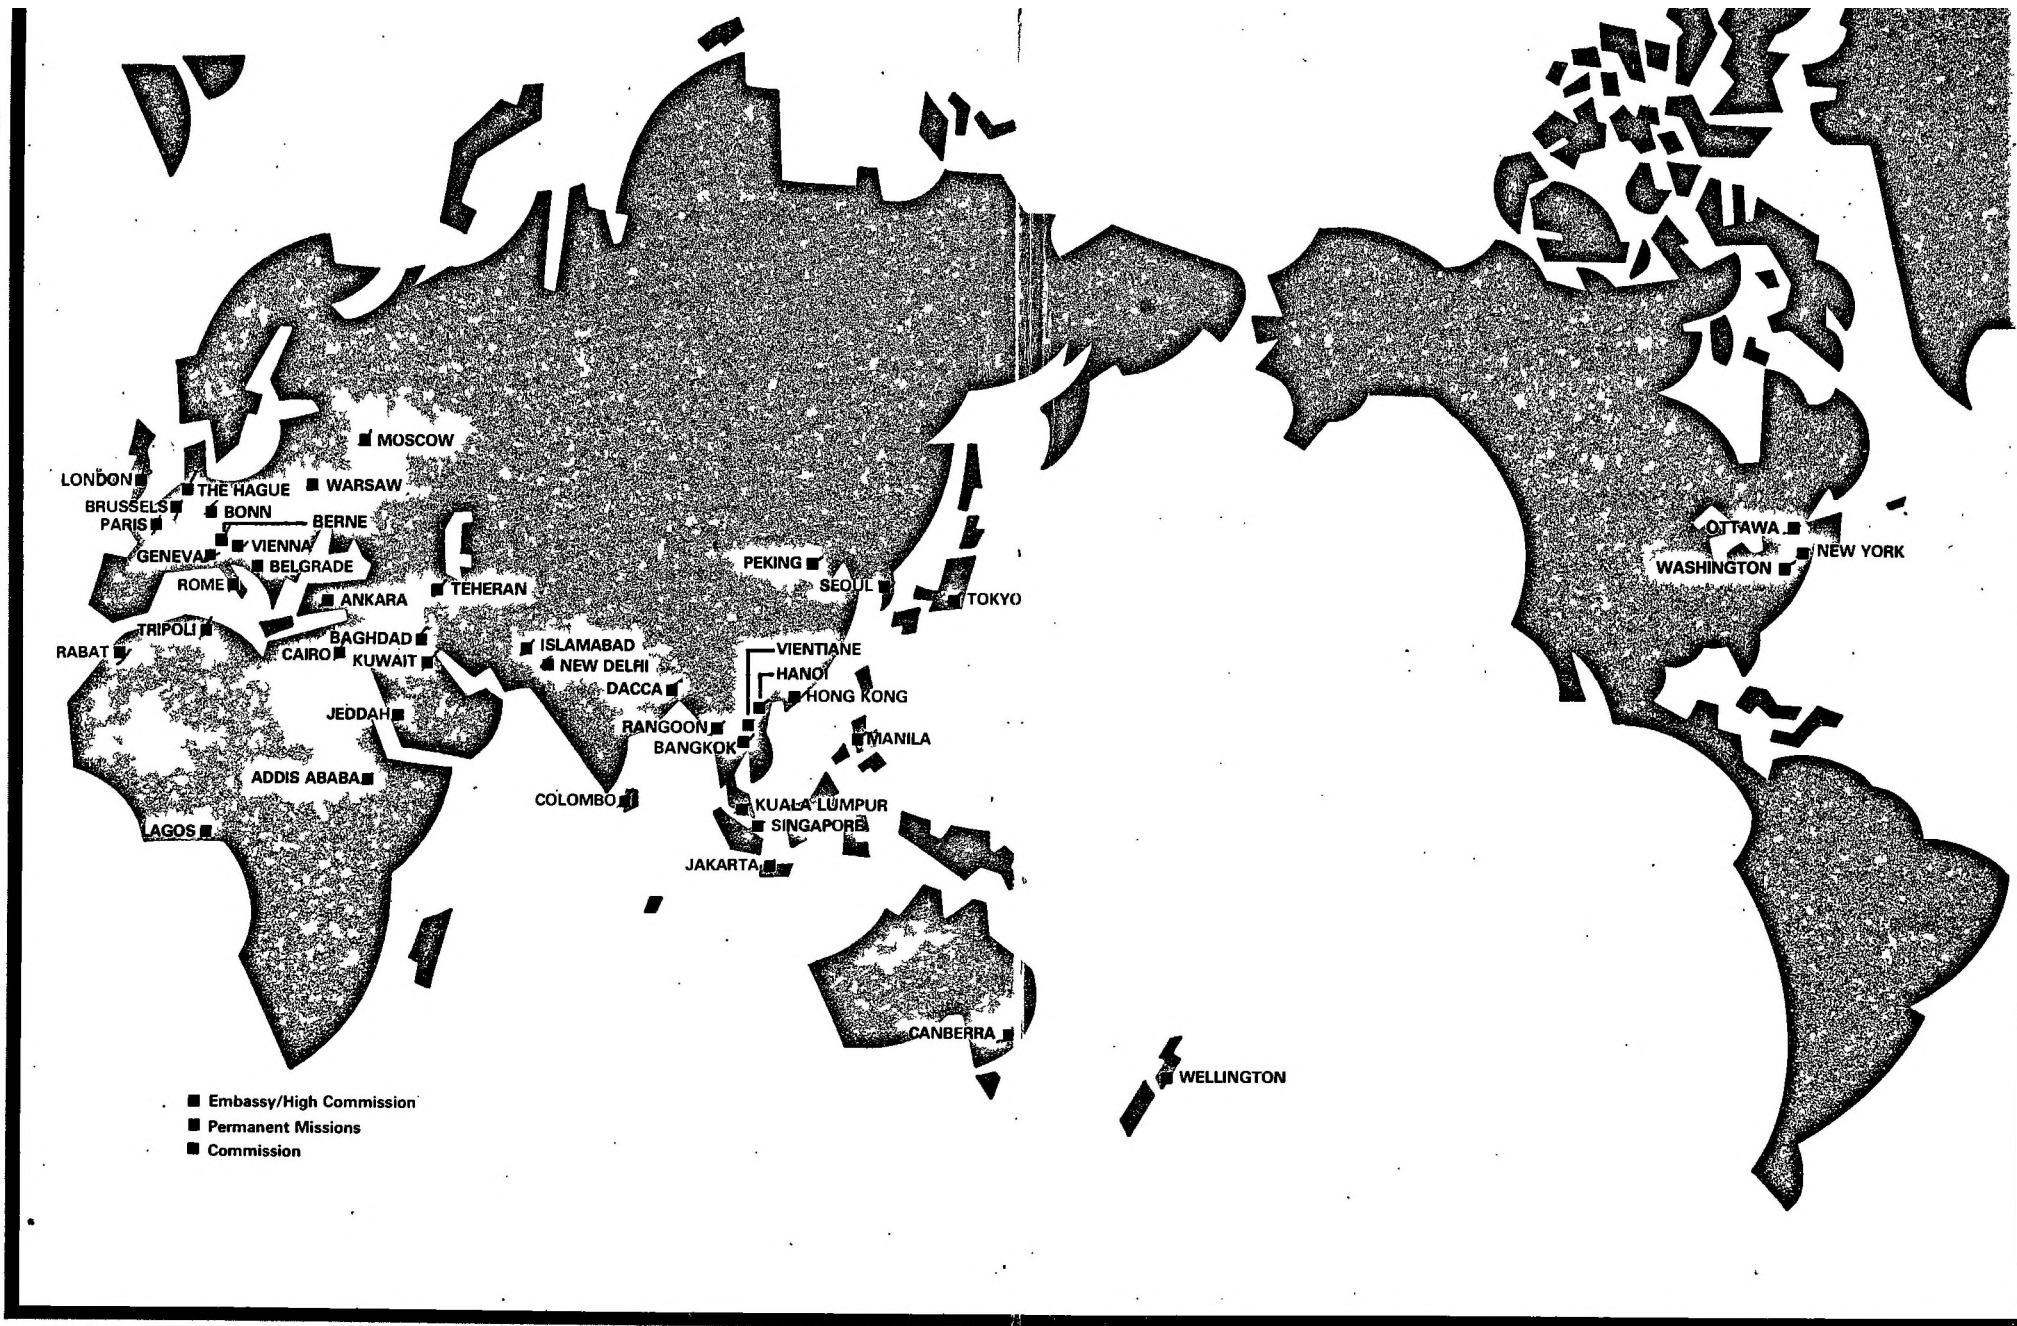 MOSCOW
LONDON
THE HAGUE
WARSAW
BRUSSELS
BONN
PARIS
BERNE
VIENNA
GENEVA
BELGRADE
ROME
TEHERAN
ANKARA
PEKING
SEOUL
TOKYO
OTTAWA
NEW YORK
WASHINGTON
TRIPOLI
BAGHDAD
RABAT
CAIRO
KUWAIT
ISLAMABAD
NEW DELHI
VIENTIANE
HANOI
DACCA
HONG KONG
JEDDAH
RANGOON
BANGKOK
MANILA
ADDIS ABABA
COLOMBO
KUALA LUMPUR
SINGAPORE
LAGOS
JAKARTA
CANBERRA
WELLINGTON
Embassy/High Commission
Permanent Missions
Commission